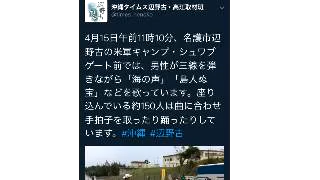 沖縄タイムス辺野古・高江取材班
@times_henoko
4月15日午前11時10分、名護市辺
野古の米軍キャンプ・シュワブ
ゲート前では、男性が三線を弾
きながら「海の声」「島人ぬ
宝」などを歌っています。座り
込んでいる約150人は曲に合わせ
手拍子を取ったり踊ったりして
います。#沖縄 #辺野古